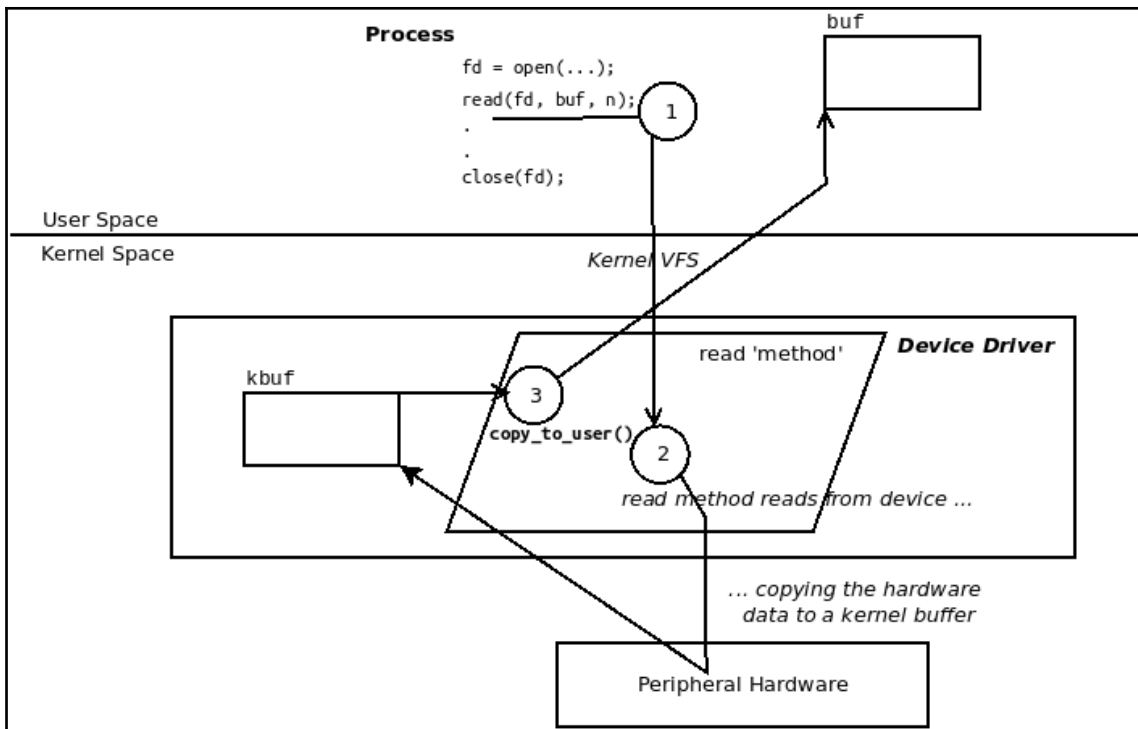 buf
Process
fd = open(...);
read(fd, buf, n);
1
.
.
close(fd);
User Space
Kernel Space
Kernel VFS
read 'method'
Device Driver
kbuf
3
copy_to_user()
2
read method reads from device ...
... copying the hardware
data to a kernel buffer
Peripheral Hardware